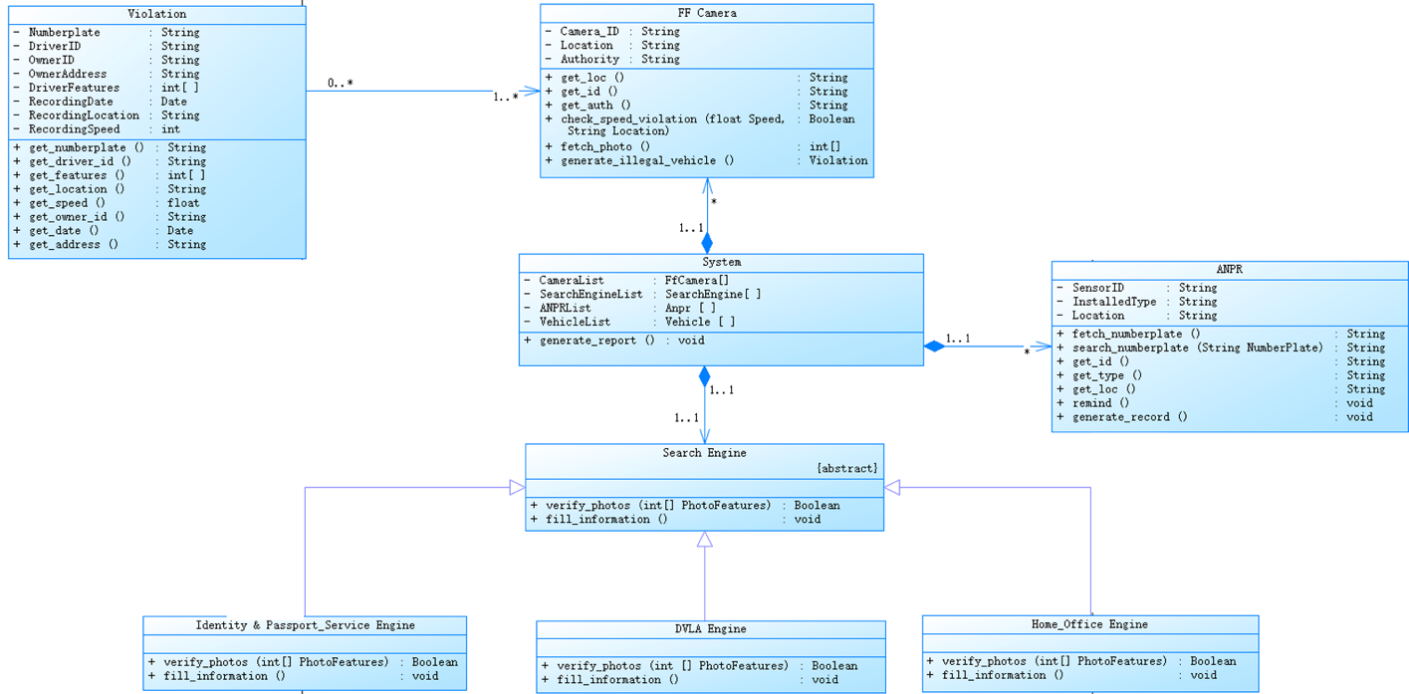 Violation
- Numberplate : String
- DriverID : String
- OwnerID : String
- OwnerAddress : String
- DriverFeatures : int[ ]
- RecordingDate : Date
- RecordingLocation : String
- RecordingSpeed : int
+ get_numberplate () : String
+ get_driver_id () : String
+ get_features () : int[ ]
+ get_location () : String
+ get_speed () : float
+ get_owner_id () : String
+ get_date () : Date
+ get_address () : String
0..*
1..*
FF Camera
- Camera_ID : String
- Location : String
- Authority : String
+ get_loc () : String
+ get_id () : String
+ get_auth () : String
+ check_speed_violation (float Speed, : Boolean
String Location)
+ fetch_photo () : int[]
+ generate_illegal_vehicle () : Violation
*
1..1
System
- CameraList : FfCamera[]
- SearchEngineList : SearchEngine[ ]
- ANPRList : Anpr [ ]
- VehicleList : Vehicle [ ]
+ generate_report () : void
1..1
*
ANPR
- SensorID : String
- InstalledType : String
- Location : String
+ fetch_numberplate () : String
+ search_numberplate (String NumberPlate) : String
+ get_id () : String
+ get_type () : String
+ get_loc () : String
+ remind () : void
+ generate_record () : void
1..1
1..1
Search Engine
{abstract}
+ verify_photos (int[] PhotoFeatures) : Boolean
+ fill_information () : void
Identity & Passport_Service Engine
+ verify_photos (int[] PhotoFeatures) : Boolean
+ fill_information () : void
DVLA Engine
+ verify_photos (int [] PhotoFeatures) : Boolean
+ fill_information () : void
Home_Office Engine
+ verify_photos (int[] PhotoFeatures) : Boolean
+ fill_information () : void